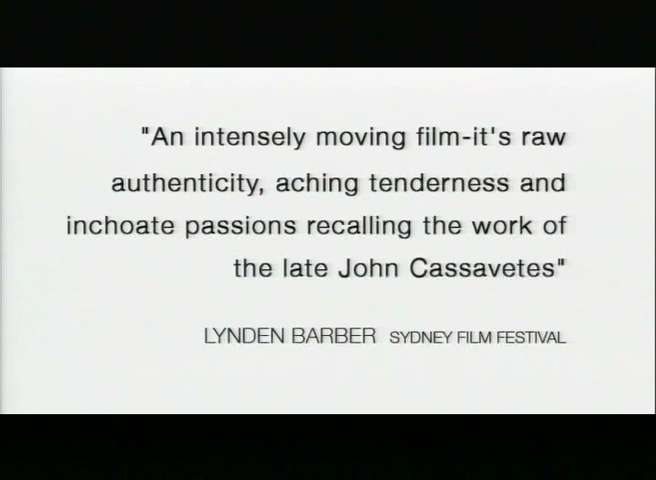 "An intensely moving film-it's raw
authenticity, aching tenderness and
inchoate passions recalling the work of
the late John Cassavetes"
LYNDEN BARBER SYDNEY FILM FESTIVAL